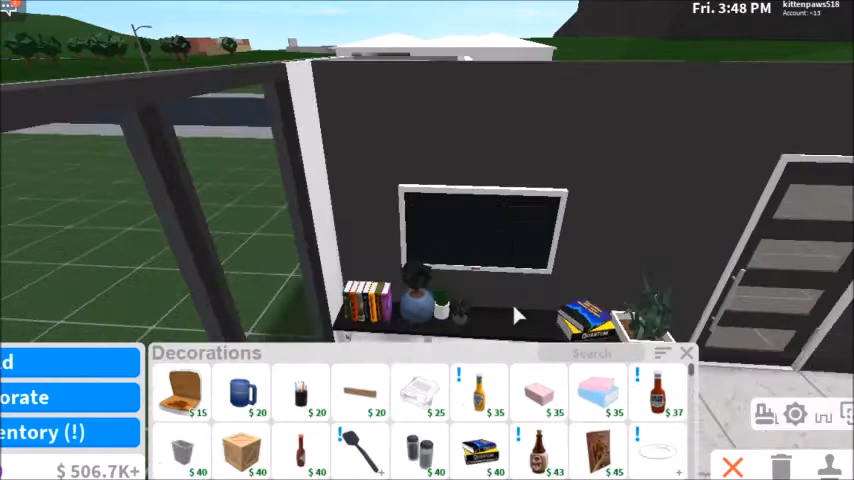 Fri. 3:48 PM
kittenpaws518
Account: <13
d
orate
entory (!)
$ 506.7K+
Decorations
Search
$ 15
$ 20
$ 20
$ 20
$ 25
$ 35
$ 35
$ 35
$ 37
$ 40
$ 40
$ 40
+
$ 40
$ 40
$ 43
$ 45
+
QUANTUM